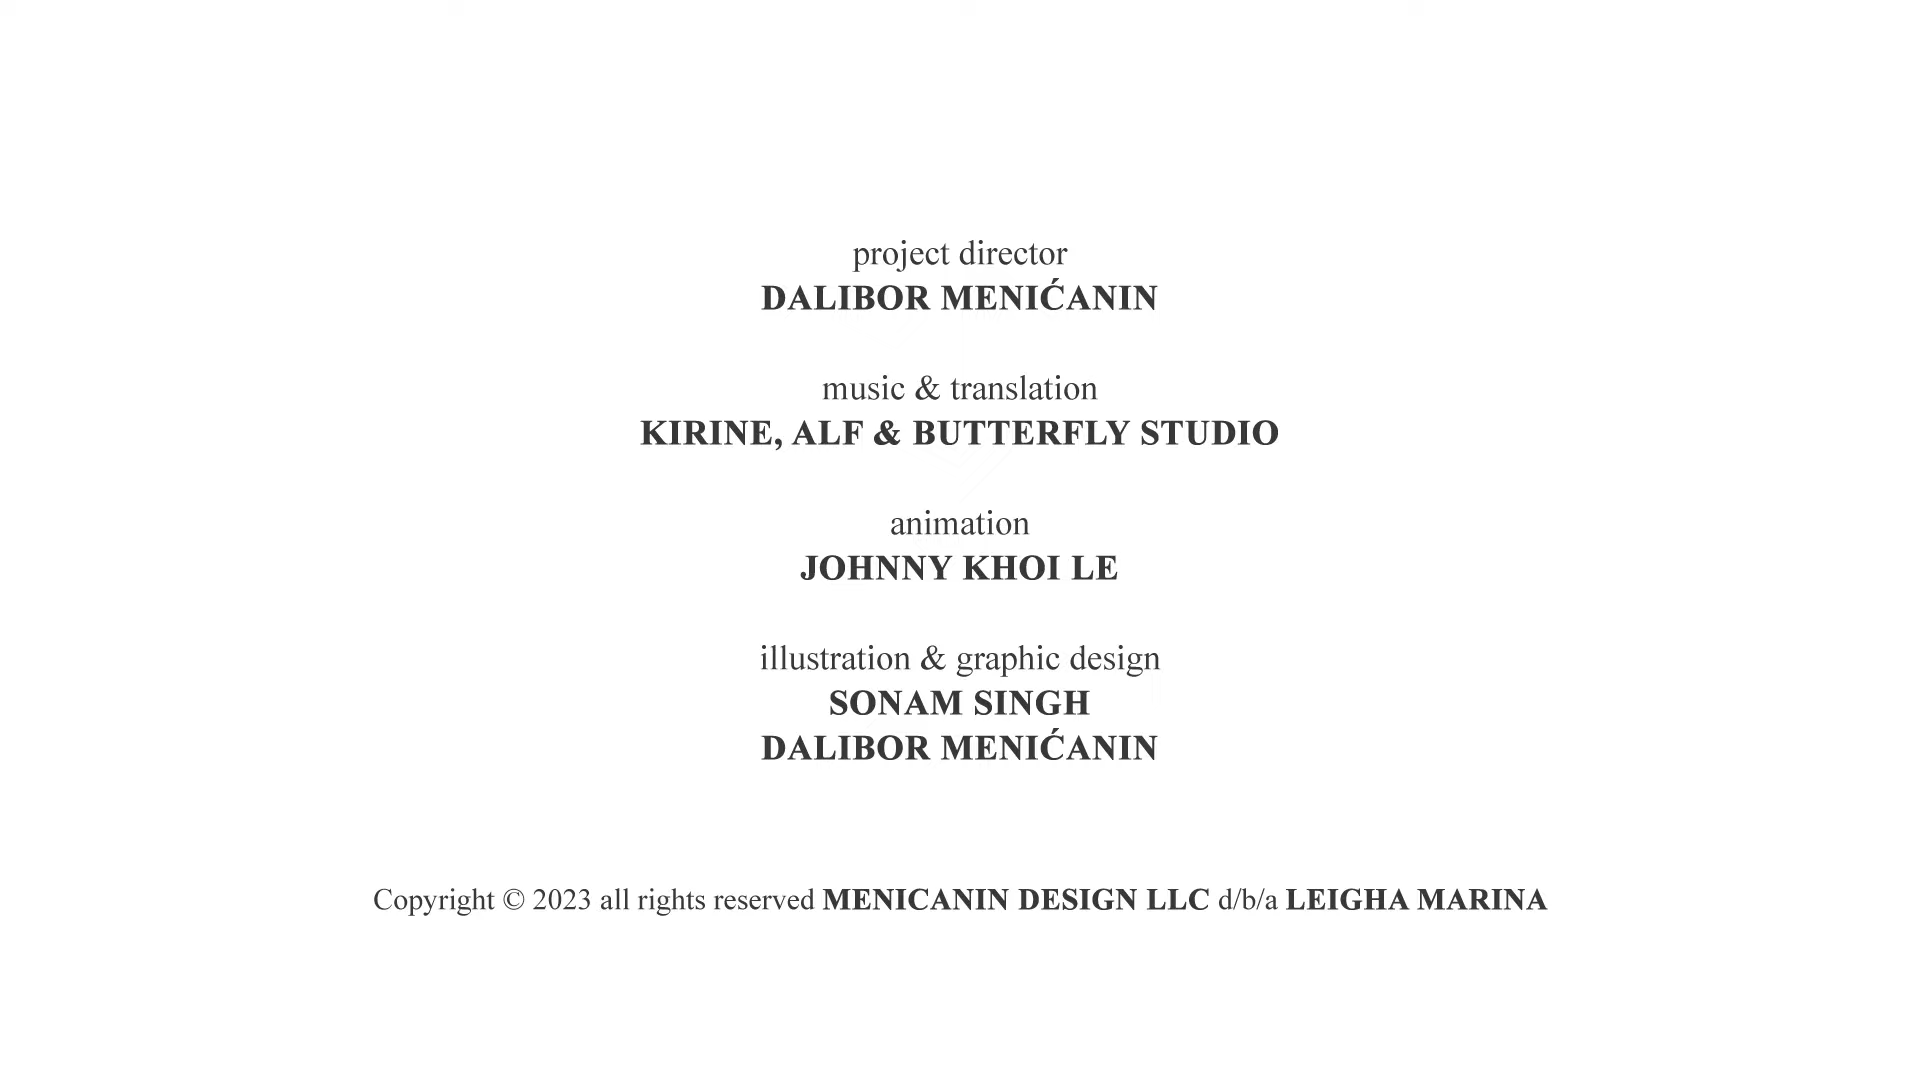 project director
DALIBOR MENIĆANIN
music & translation
KIRINE, ALF & BUTTERFLY STUDIO
animation
JOHNNY KHOI LE
illustration & graphic design
SONAM SINGH
DALIBOR MENIĆANIN
Copyright © 2023 all rights reserved MENICANIN DESIGN LLC d/b/a LEIGHA MARINA